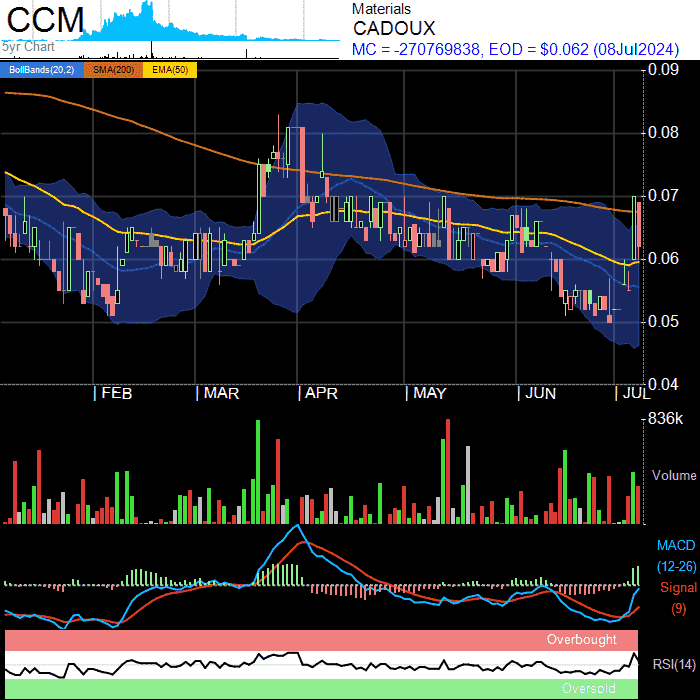 CCM
5yr Chart
Materials
CADOUX
MC = -270769838, EOD = $0.062 (08Jul2024)
BollBands(20,2) SMA(200) EMA(50)
0.09
0.08
0.07
0.06
0.05
0.04
FEB MAR APR MAY JUN JUL
836k
Volume
MACD
(12-26)
Signal
(9)
Overbought
RSI(14)
Oversold